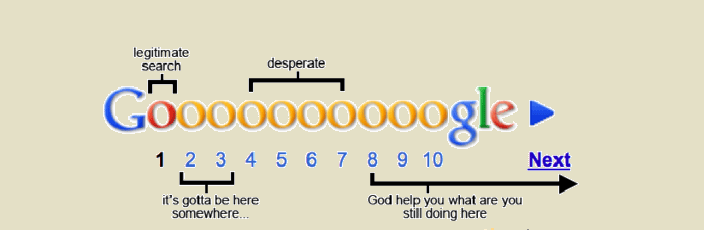 legitimate
search
desperate
Goooooooooogle
1 2 3 4 5 6 7 8 9 10 Next
it's gotta be here
somewhere...
God help you what are you
still doing here